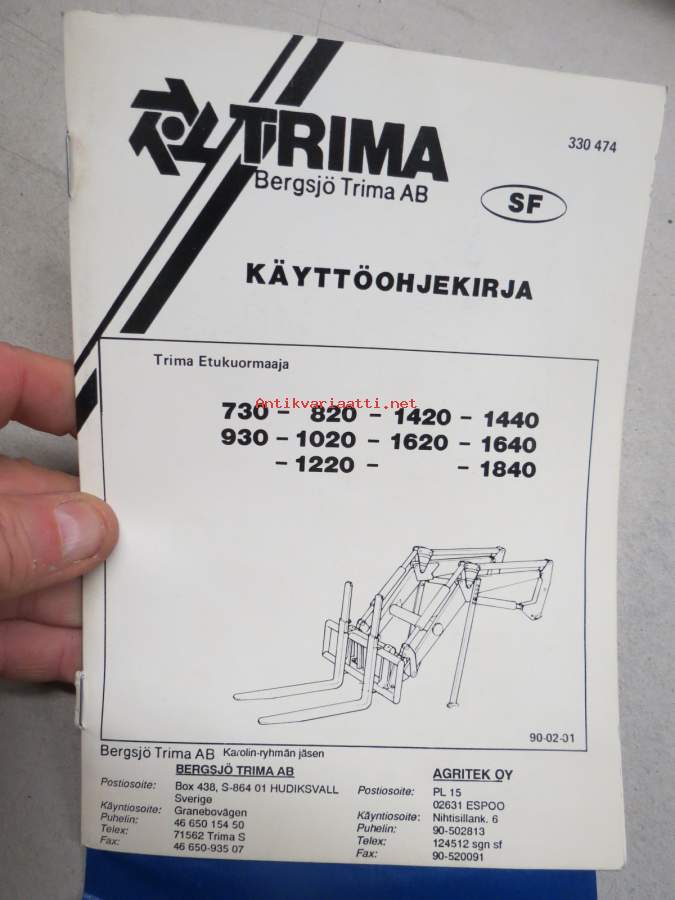 TRIMA
Bergsjö Trima AB
330 474
SF
KÄYTTÖOHJEKIRJA
Trima Etukuormaaja
Antikvariaatti.net
730 - 820 - 1420 - 1440
930 - 1020 - 1620 - 1640
- 1220 - - 1840
90-02-01
Bergsjö Trima AB Karolin-ryhmän jäsen
BERGSJÖ TRIMA AB
Postiosoite: Box 438, S-864 01 HUDIKSVALL
Sverige
Käyntiosoite: Granebovägen
Puhelin: 46 650 154 50
Telex: 71562 Trima S
Fax: 46 650-935 07
AGRITEK OY
Postiosoite: PL 15
02631 ESPOO
Käyntiosoite: Nihtisillank. 6
Puhelin: 90-502813
Telex: 124512 sgn sf
Fax: 90-520091